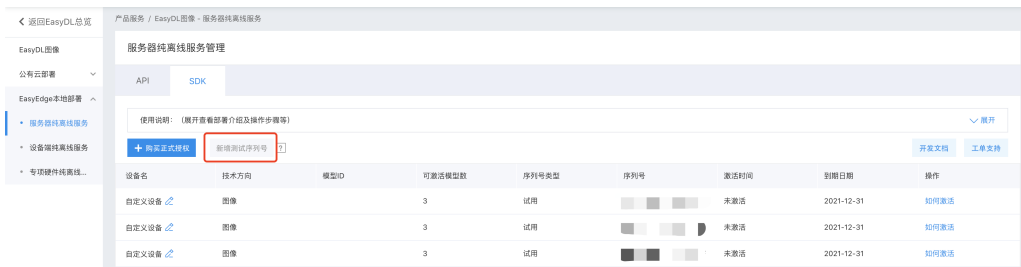 返回EasyDL总览
产品服务 / EasyDL图像 - 服务器纯离线服务
EasyDL图像
服务器纯离线服务管理
公有云部署
API SDK
EasyEdge本地部署
服务器纯离线服务
使用说明: (展开查看部署介绍及操作步骤等) 展开
设备端纯离线服务
+ 购买正式授权 新增测试序列号 ? 开发文档 工单支持
专项硬件纯离线...
设备名 技术方向 模型ID 可激活模型数 序列号类型 序列号 激活时间 到期日期 操作
自定义设备 图像 3 试用 未激活 2021-12-31 如何激活
自定义设备 图像 3 试用 未激活 2021-12-31 如何激活
自定义设备 图像 3 试用 未激活 2021-12-31 如何激活